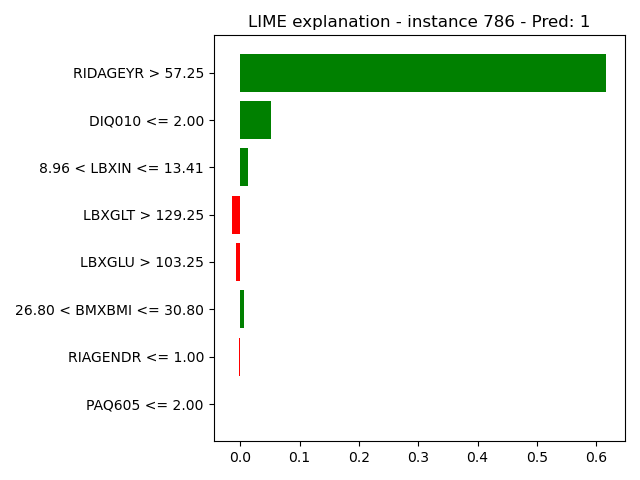 LIME explanation - instance 786 - Pred: 1
RIDAGEYR > 57.25
DIQ010 <= 2.00
8.96 < LBXIN <= 13.41
LBXGLT > 129.25
LBXGLU > 103.25
26.80 < BMXBMI <= 30.80
RIAGENDR <= 1.00
PAQ605 <= 2.00
0.0 0.1 0.2 0.3 0.4 0.5 0.6